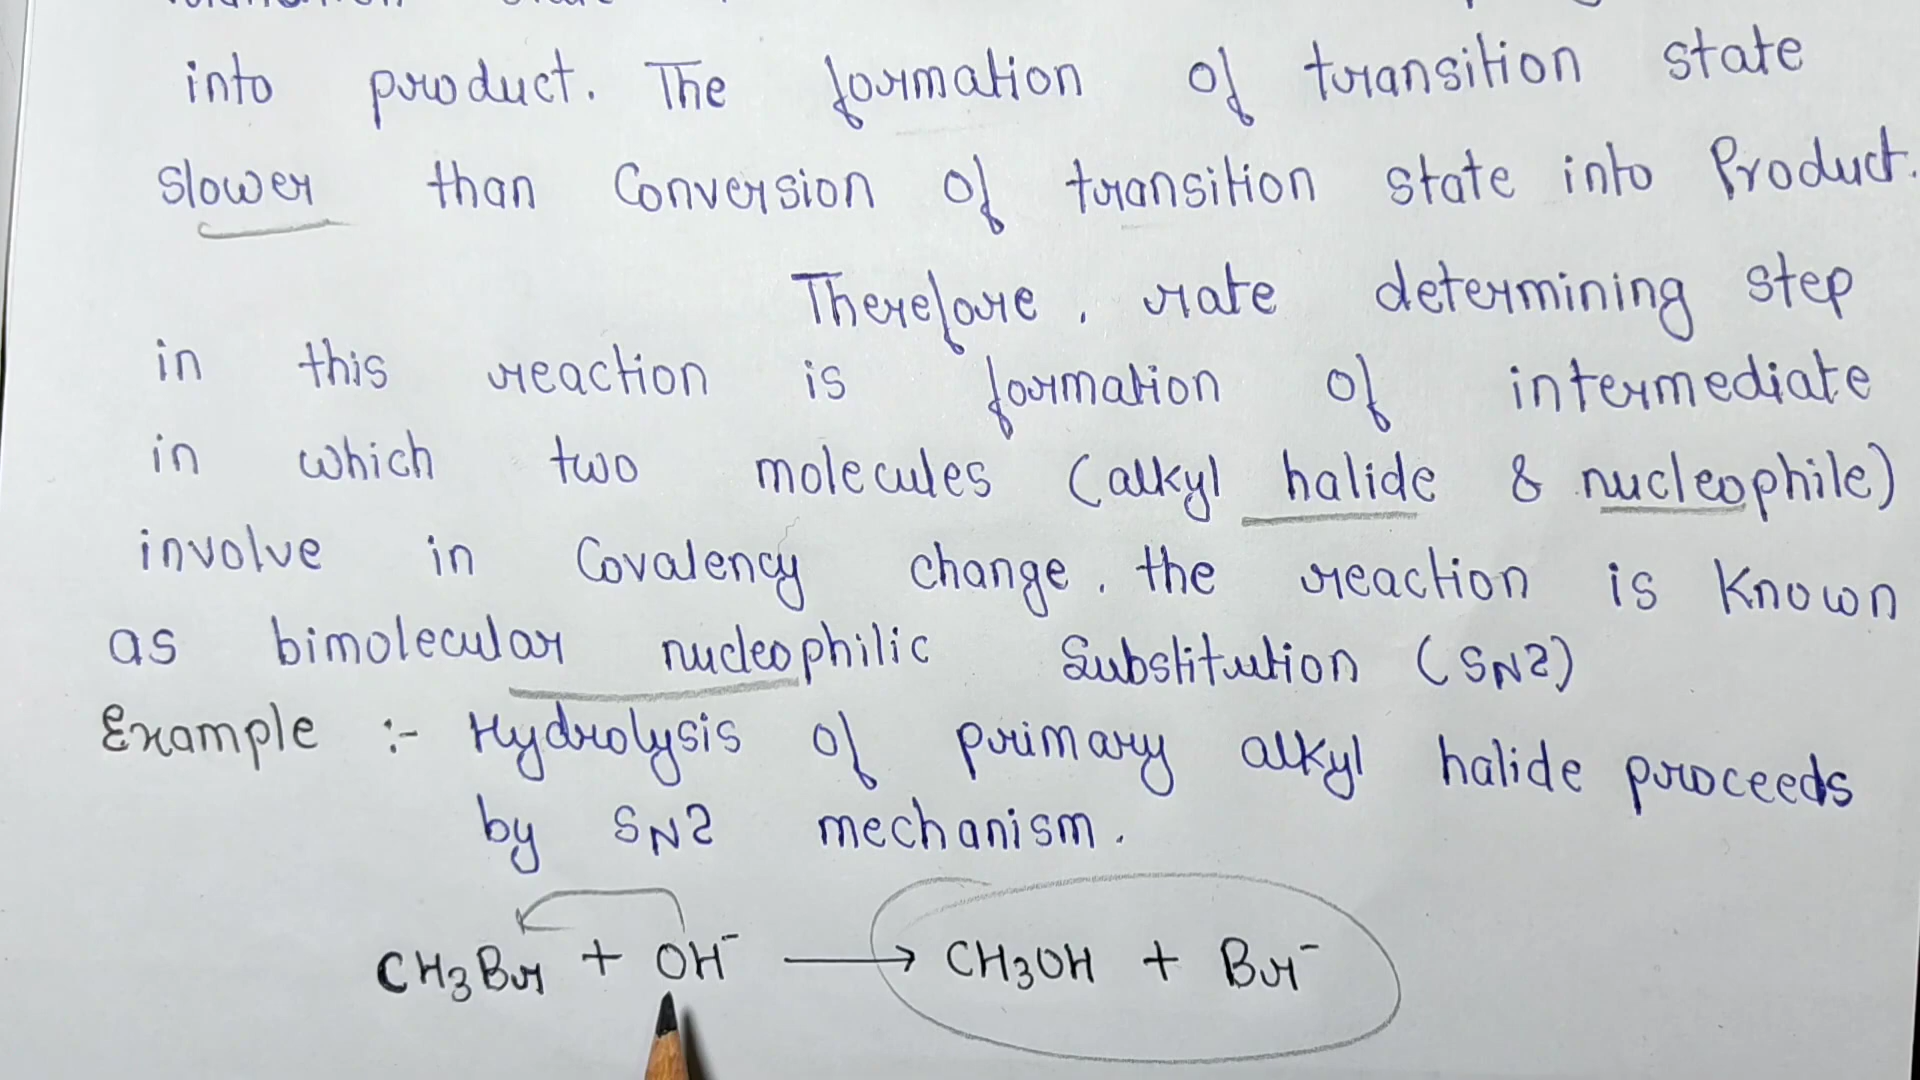 into product. The formation of transition state
slower than Conversion of transition state into Product.
Therefore, rate determining step
in this reaction is formation of intermediate
in which two molecules (alkyl halide & nucleophile)
involve in Covalency change. the reaction is Known
as bimolecular nucleophilic Substitution (SN2)
Example :- Hydrolysis of primary alkyl halide proceeds
by SN2 mechanism.
CH3Br + OH⁻ → CH3OH + Br⁻